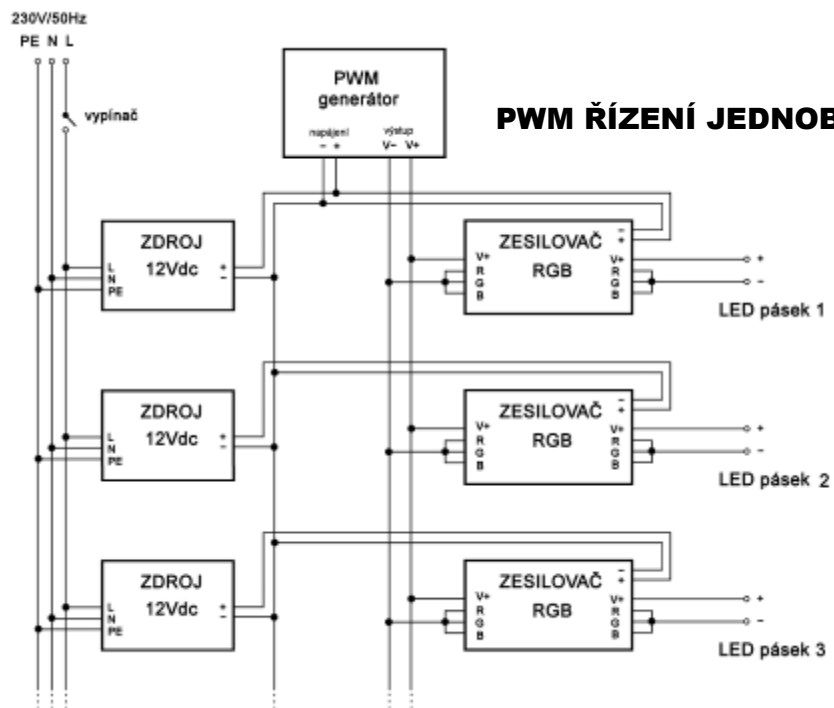 230V/50Hz
PE N L
vypínač
PWM
generátor
napájení výstup
− + V− V+
PWM ŘÍZENÍ JEDNOB
ZDROJ
12Vdc
L
N
PE
+
−
ZESILOVAČ
RGB
V+
R
G
B
−
+
V+
R
G
B
+
−
LED pásek 1
ZDROJ
12Vdc
L
N
PE
+
−
ZESILOVAČ
RGB
V+
R
G
B
−
+
V+
R
G
B
+
−
LED pásek 2
ZDROJ
12Vdc
L
N
PE
+
−
ZESILOVAČ
RGB
V+
R
G
B
−
+
V+
R
G
B
+
−
LED pásek 3